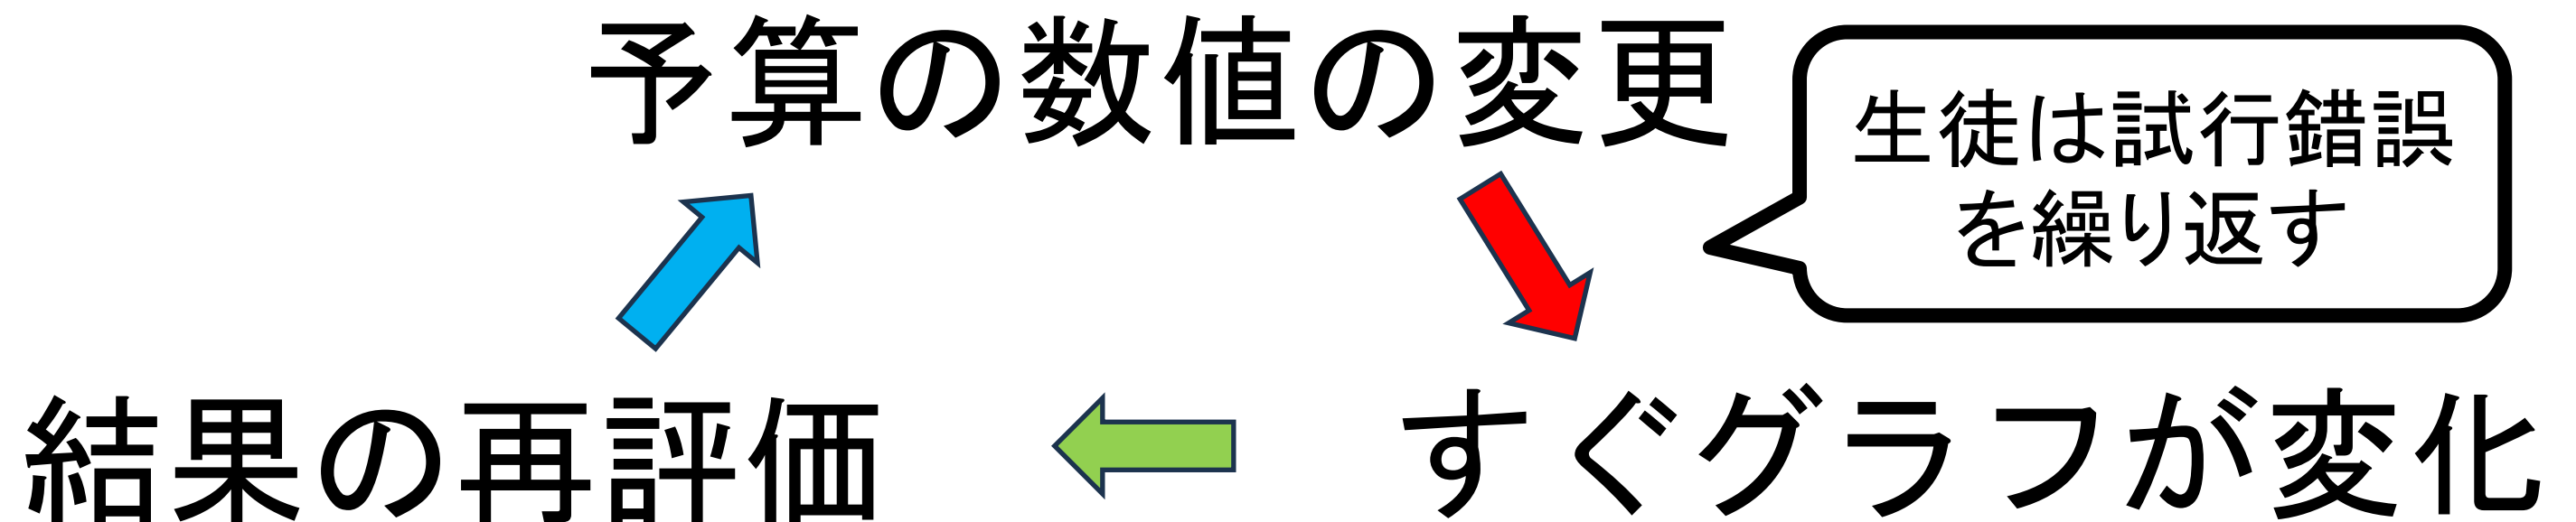 予算の数値の変更
生徒は試行錯誤
を繰り返す
すぐグラフが変化
結果の再評価